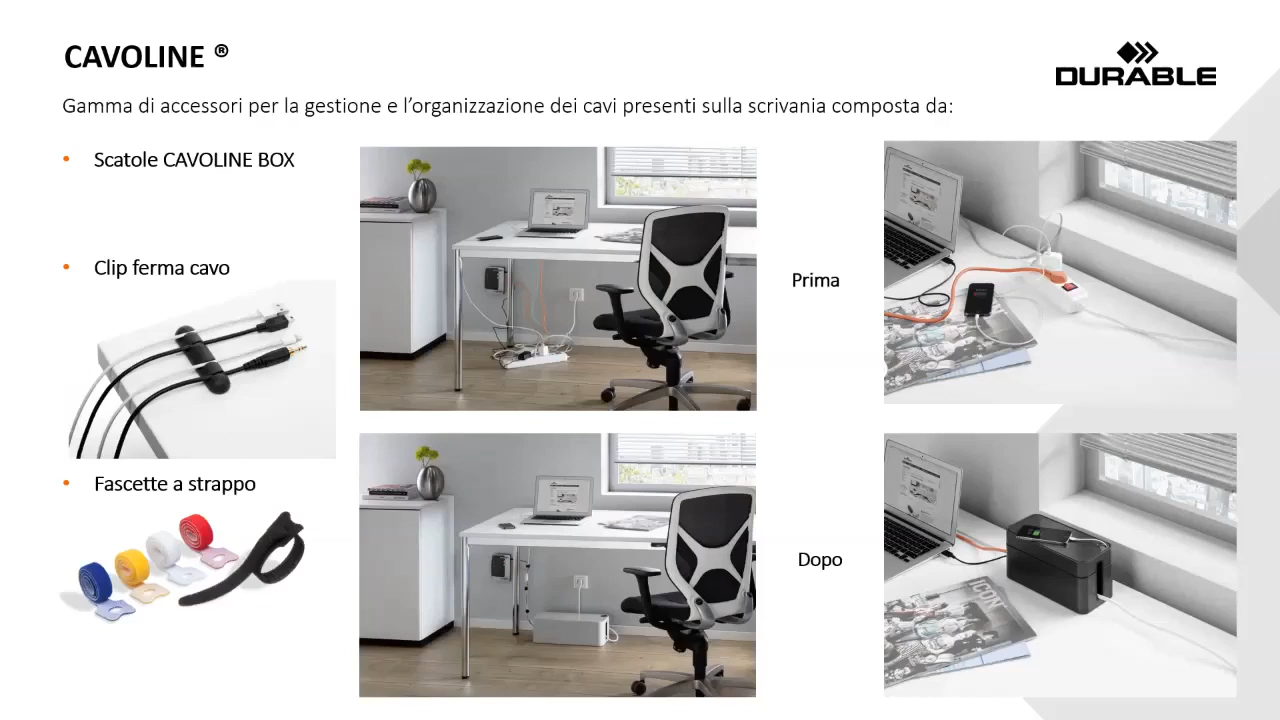 CAVOLINE ®
DURABLE
Gamma di accessori per la gestione e l’organizzazione dei cavi presenti sulla scrivania composta da:
• Scatole CAVOLINE BOX
• Clip ferma cavo
Prima
• Fascette a strappo
Dopo
ICON